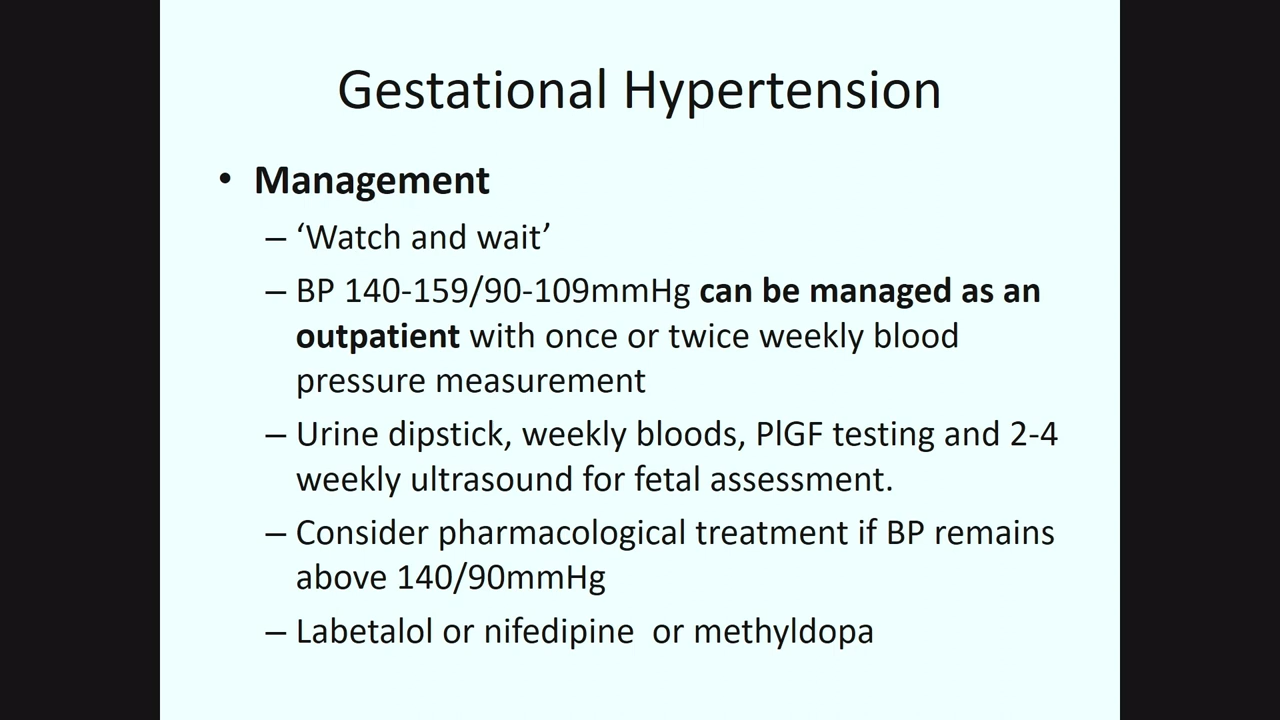 Gestational Hypertension
• Management
– ‘Watch and wait’
– BP 140-159/90-109mmHg can be managed as an
outpatient with once or twice weekly blood
pressure measurement
– Urine dipstick, weekly bloods, PlGF testing and 2-4
weekly ultrasound for fetal assessment.
– Consider pharmacological treatment if BP remains
above 140/90mmHg
– Labetalol or nifedipine  or methyldopa